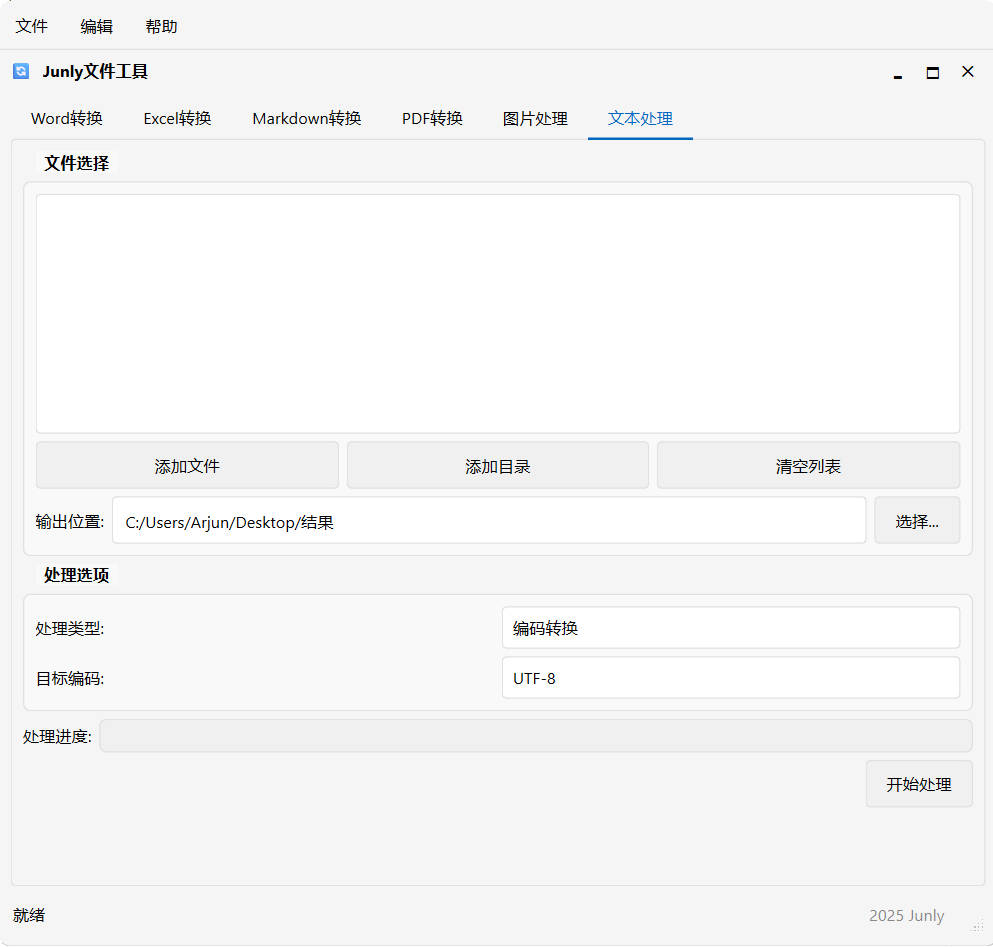 文件 编辑 帮助
Junly文件工具
Word转换 Excel转换 Markdown转换 PDF转换 图片处理 文本处理
文件选择
添加文件 添加目录 清空列表
输出位置: C:/Users/Arjun/Desktop/结果 选择...
处理选项
处理类型: 编码转换
目标编码: UTF-8
处理进度:
开始处理
就绪 2025 Junly